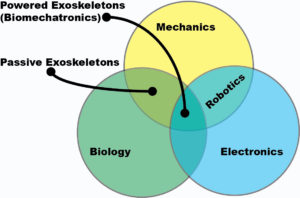 Powered Exoskeletons
(Biomechatronics)
Mechanics
Passive Exoskeletons
Robotics
Biology
Electronics